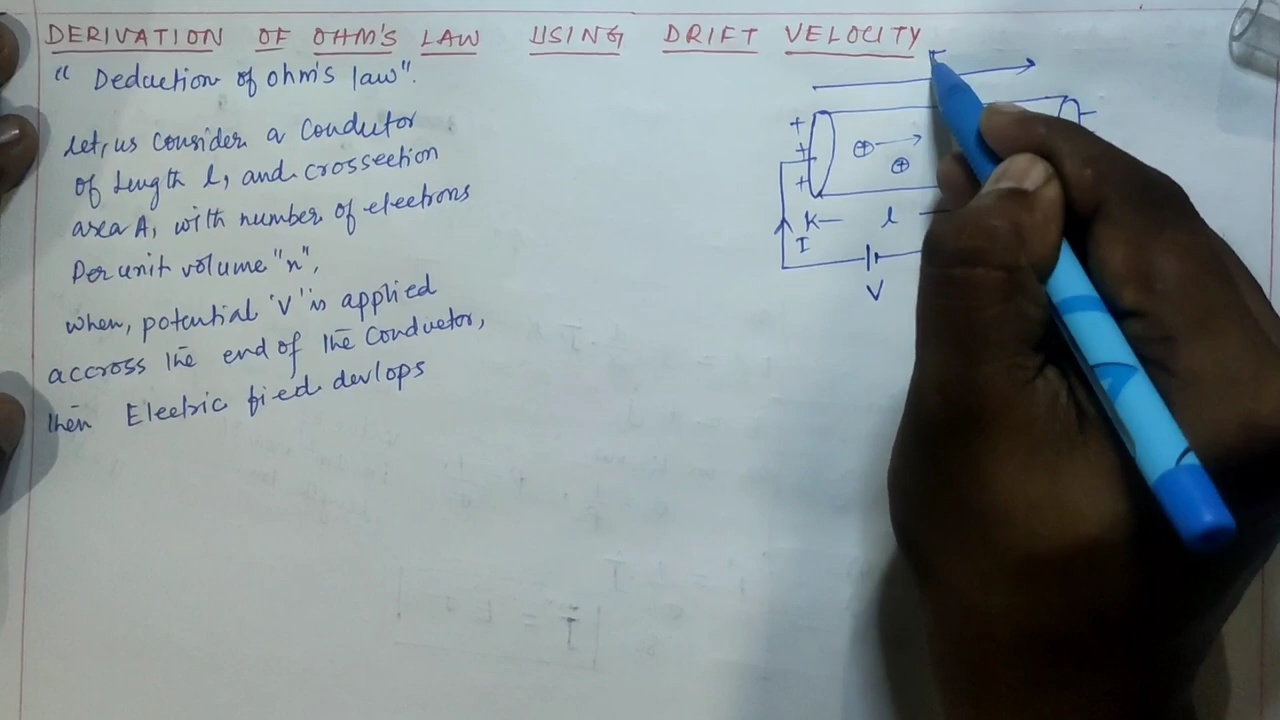 DERIVATION OF OHM'S LAW USING DRIFT VELOCITY
"Deduction of ohm's law".
let, us consider a Condutor
of length l, and crossection
area A, with number of electrons
Per unit volume "n",
when, potential 'V' is applied
accross the end of the Conductor,
then Electric fied devlops
E
+
+
+
l
I
V